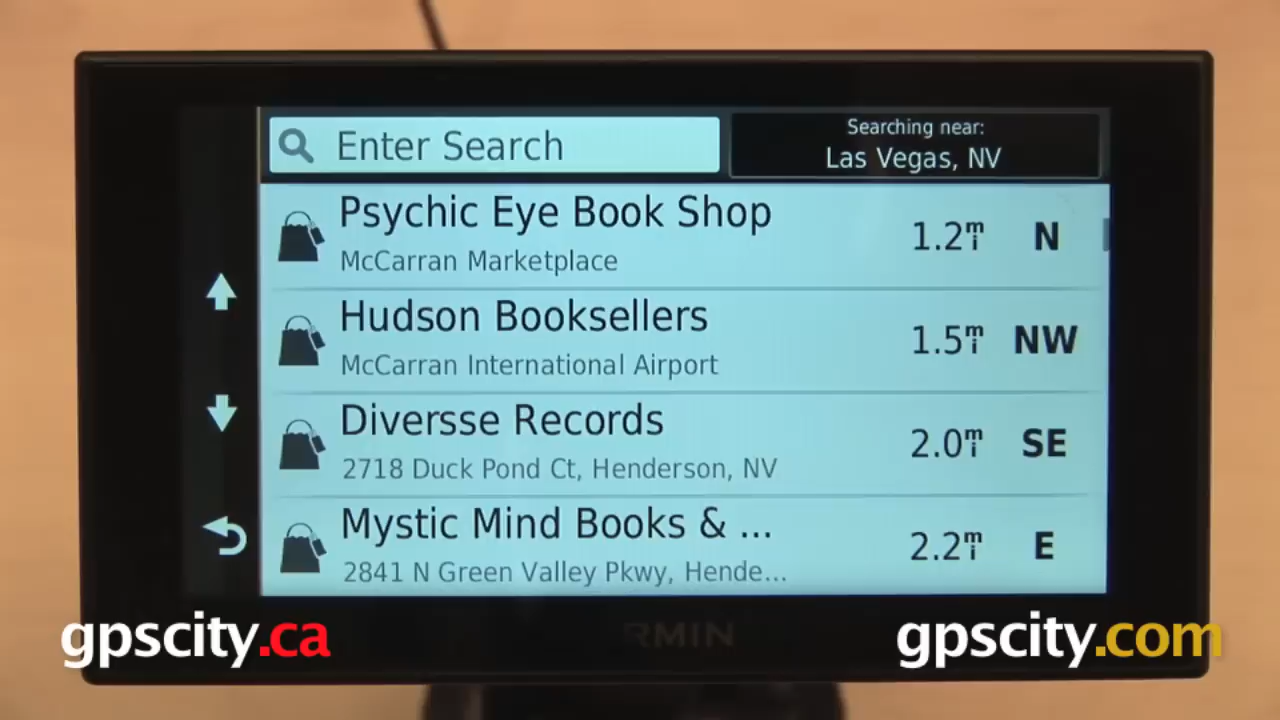 Enter Search
Searching near:
Las Vegas, NV
Psychic Eye Book Shop
McCarran Marketplace
1.2mi N
Hudson Booksellers
McCarran International Airport
1.5mi NW
Diversse Records
2718 Duck Pond Ct, Henderson, NV
2.0mi SE
Mystic Mind Books & ...
2841 N Green Valley Pkwy, Hende...
2.2mi E
RMIN
gpscity.ca
gpscity.com